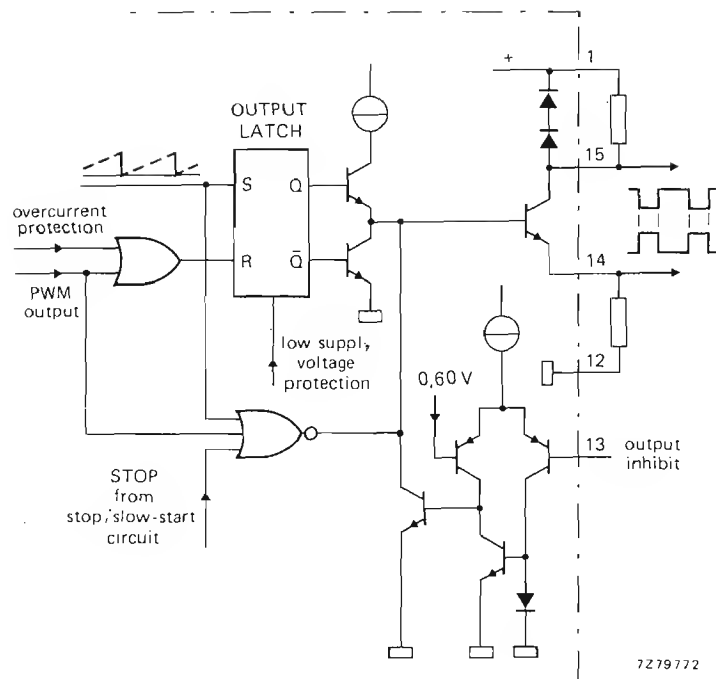 +
1
OUTPUT
LATCH
15
S
Q
overcurrent
protection
R
Q̄
14
PWM
output
low supply
voltage
protection
12
0,60 V
13
output
inhibit
STOP
from
stop/slow-start
circuit
7Z79772